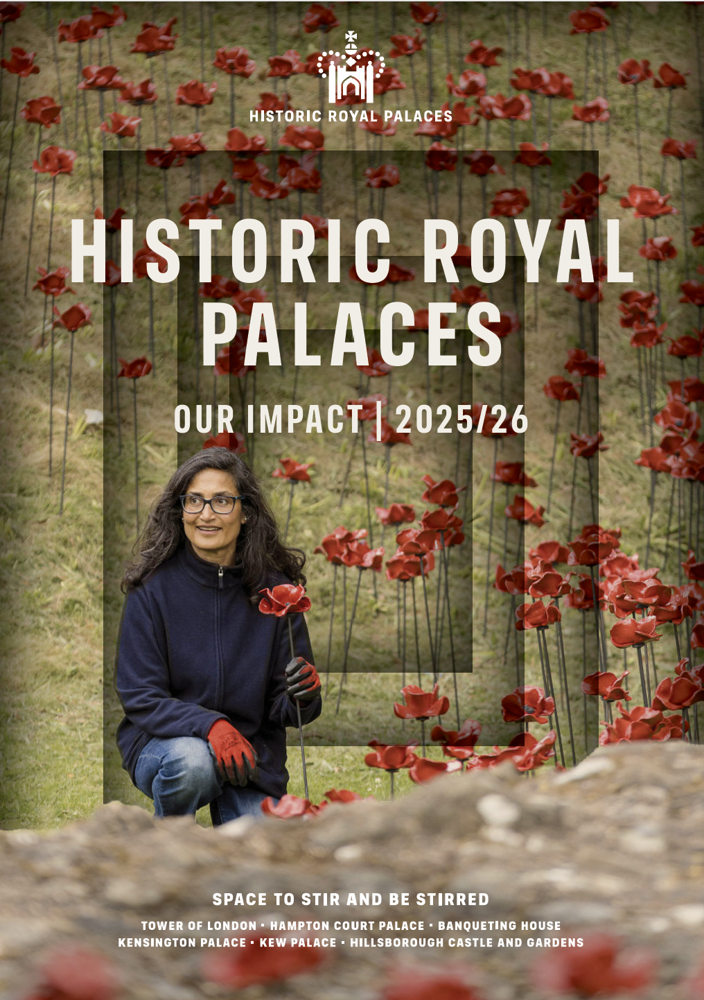 HISTORIC ROYAL PALACES
HISTORIC ROYAL
PALACES
OUR IMPACT | 2025/26
SPACE TO STIR AND BE STIRRED
TOWER OF LONDON · HAMPTON COURT PALACE · BANQUETING HOUSE
KENSINGTON PALACE · KEW PALACE · HILLSBOROUGH CASTLE AND GARDENS